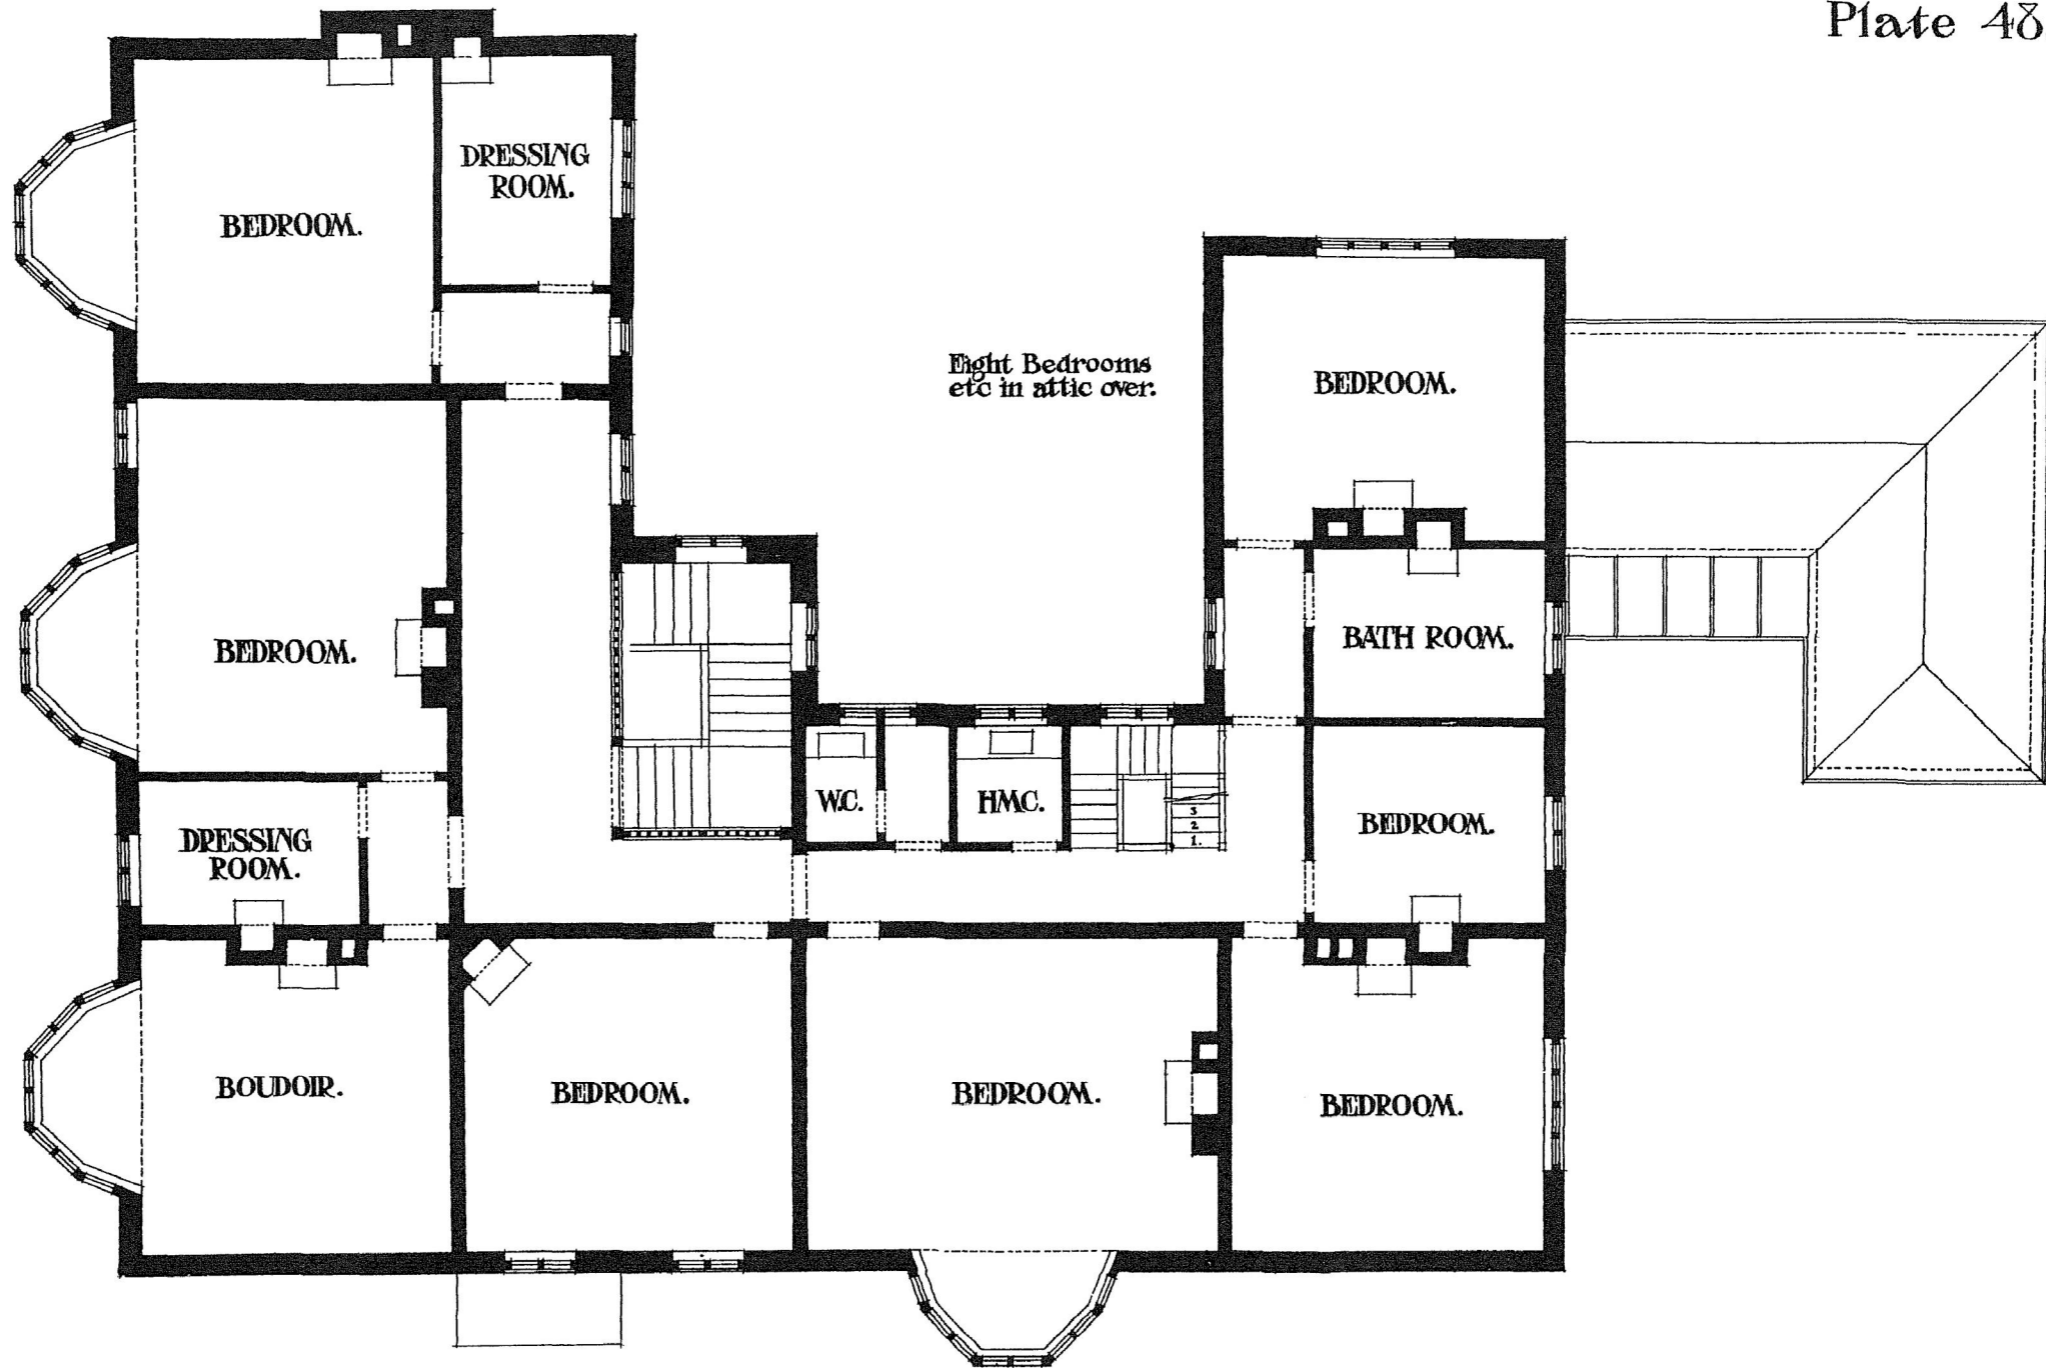 Plate 48
DRESSING
ROOM.
BEDROOM.
Eight Bedrooms
etc in attic over.
BEDROOM.
BEDROOM.
BATH ROOM.
W.C.
HMC.
3
2
1.
BEDROOM.
DRESSING
ROOM.
BOUDOIR.
BEDROOM.
BEDROOM.
BEDROOM.